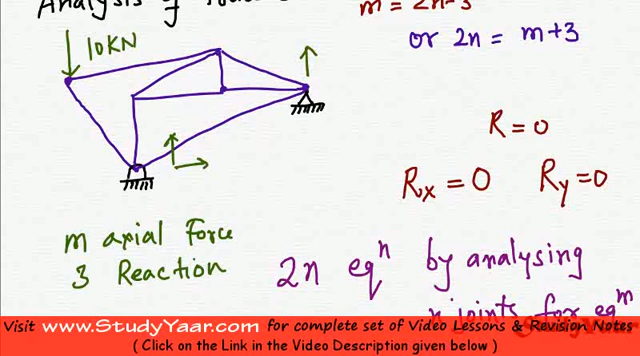 Analysis of
m = 2n-3
or 2n = m+3
10KN
R = 0
Rx = 0 Ry = 0
m axial Force
3 Reaction
2n eqn by analysing
n joints for eqm
Visit www.StudyYaar.com for complete set of Video Lessons & Revision Notes
( Click on the Link in the Video Description given below )